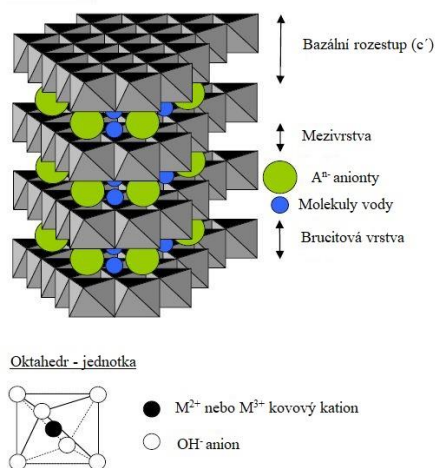 Bazální rozestup (c´)
Mezivrstva
Aⁿ⁻ anionty
Molekuly vody
Brucitová vrstva
Oktahedr - jednotka
M²⁺ nebo M³⁺ kovový kation
OH⁻ anion